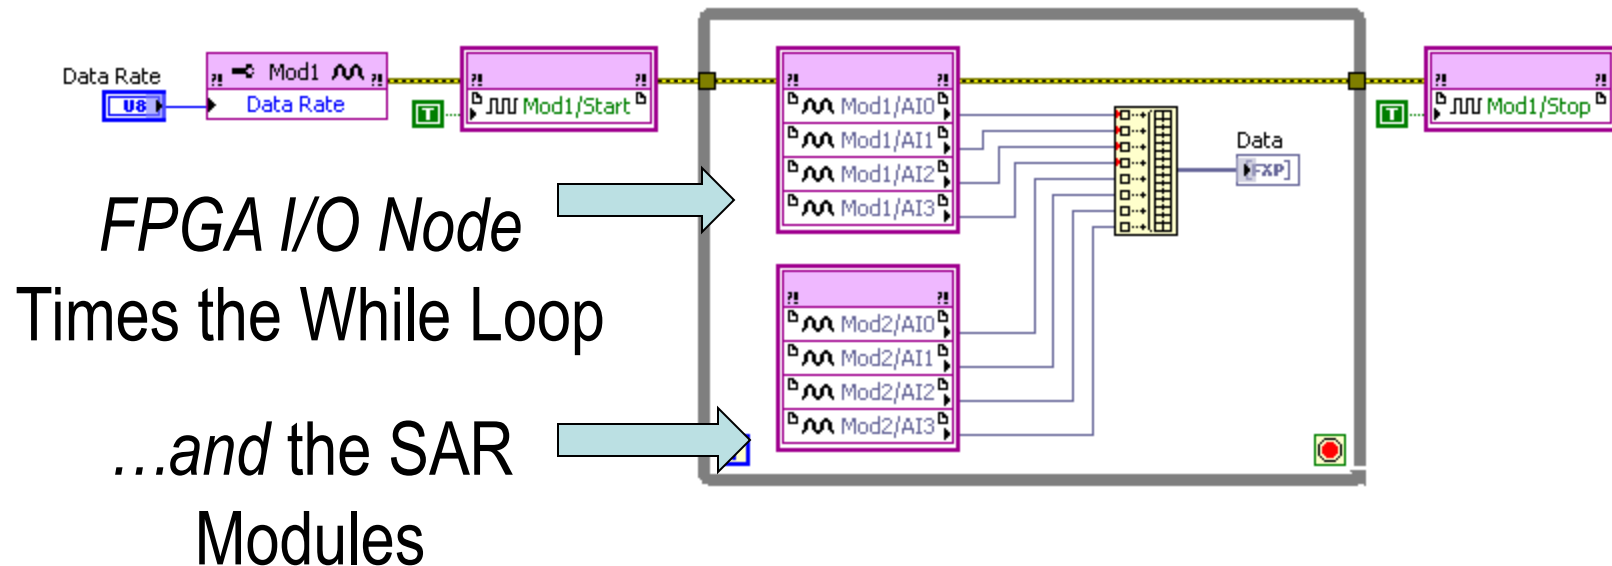 Data Rate
U8
?! Mod1 ?!
Data Rate
T
?! ?!
Mod1/Start
?! ?!
Mod1/AI0
Mod1/AI1
Mod1/AI2
Mod1/AI3
Data
FXP]
T
?! ?!
Mod1/Stop
FPGA I/O Node
Times the While Loop
?! ?!
Mod2/AI0
Mod2/AI1
Mod2/AI2
Mod2/AI3
…and the SAR
Modules